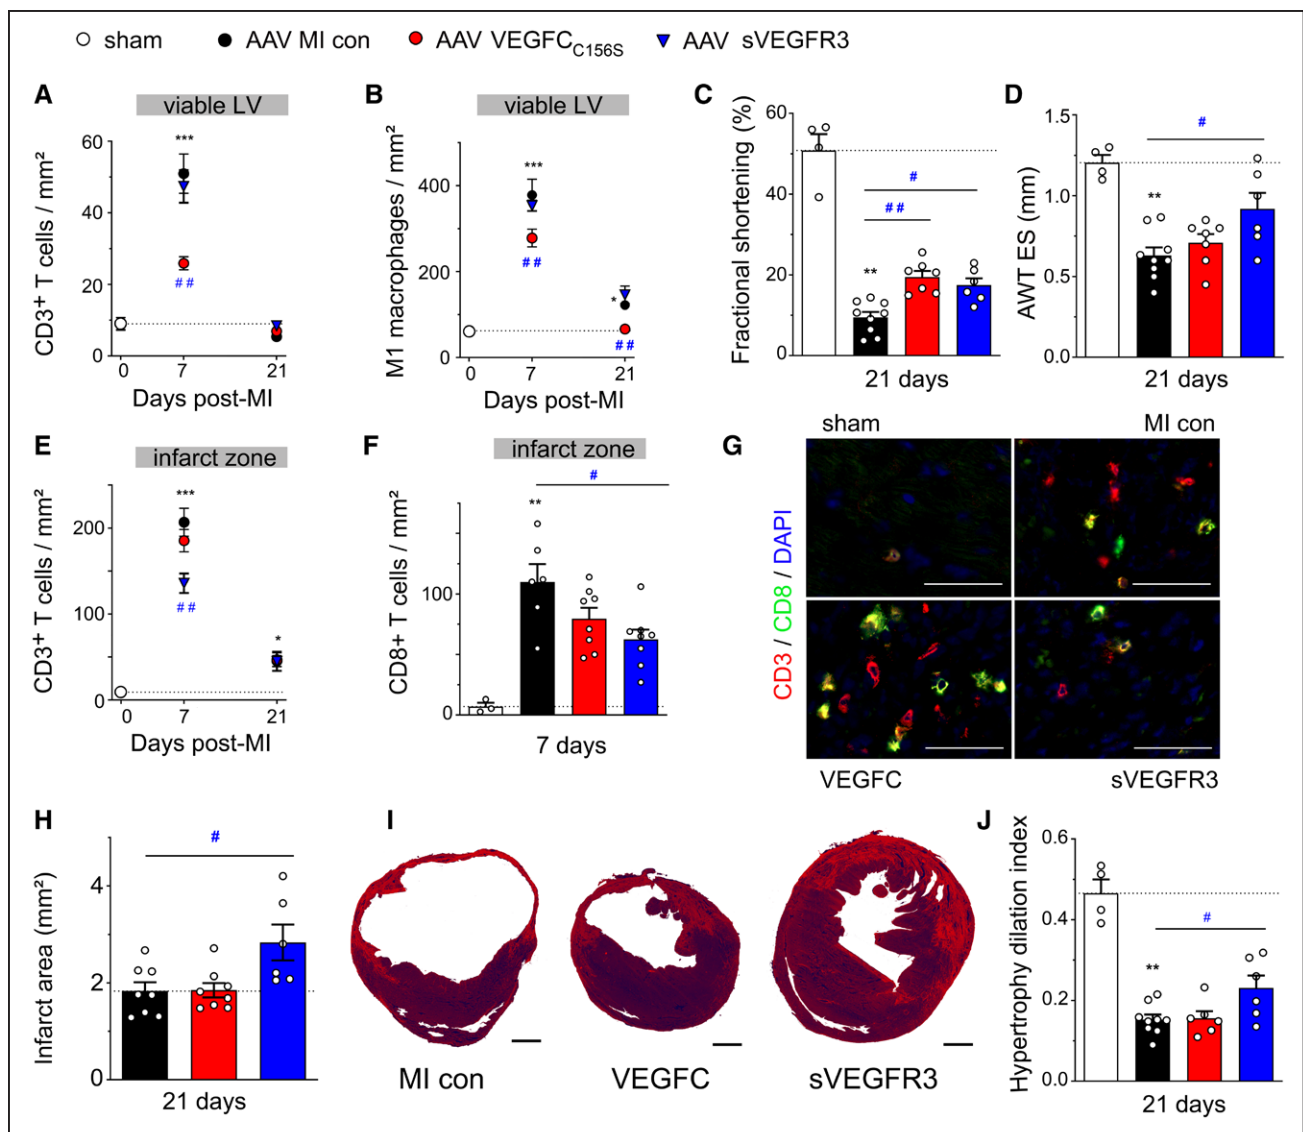 sham AAV MI con AAV VEGFC_C156S AAV sVEGFR3
A viable LV
CD3⁺ T cells / mm²
60
40
20
0
***
##
0 7 21
Days post-MI
B viable LV
M1 macrophages / mm²
400
200
0
***
##
*
##
0 7 21
Days post-MI
C
Fractional shortening (%)
60
40
20
0
#
##
**
21 days
D
AWT ES (mm)
1.5
1.0
0.5
0.0
#
**
21 days
E infarct zone
CD3⁺ T cells / mm²
200
100
0
***
##
*
0 7 21
Days post-MI
F infarct zone
CD8+ T cells / mm²
100
0
#
**
7 days
G
sham MI con
CD3 / CD8 / DAPI
VEGFC sVEGFR3
H
Infarct area (mm²)
4
2
0
#
21 days
I
MI con VEGFC sVEGFR3
J
Hypertrophy dilation index
0.6
0.4
0.2
0.0
#
**
21 days